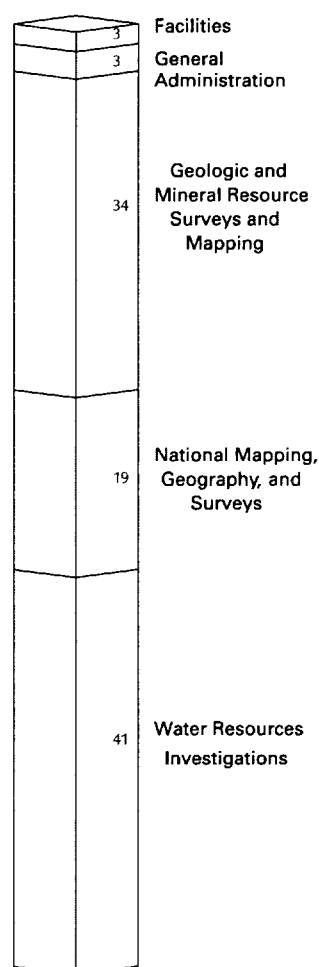 3 Facilities
3 General
Administration
Geologic and
Mineral Resource
34 Surveys and
Mapping
National Mapping,
19 Geography, and
Surveys
41 Water Resources
Investigations